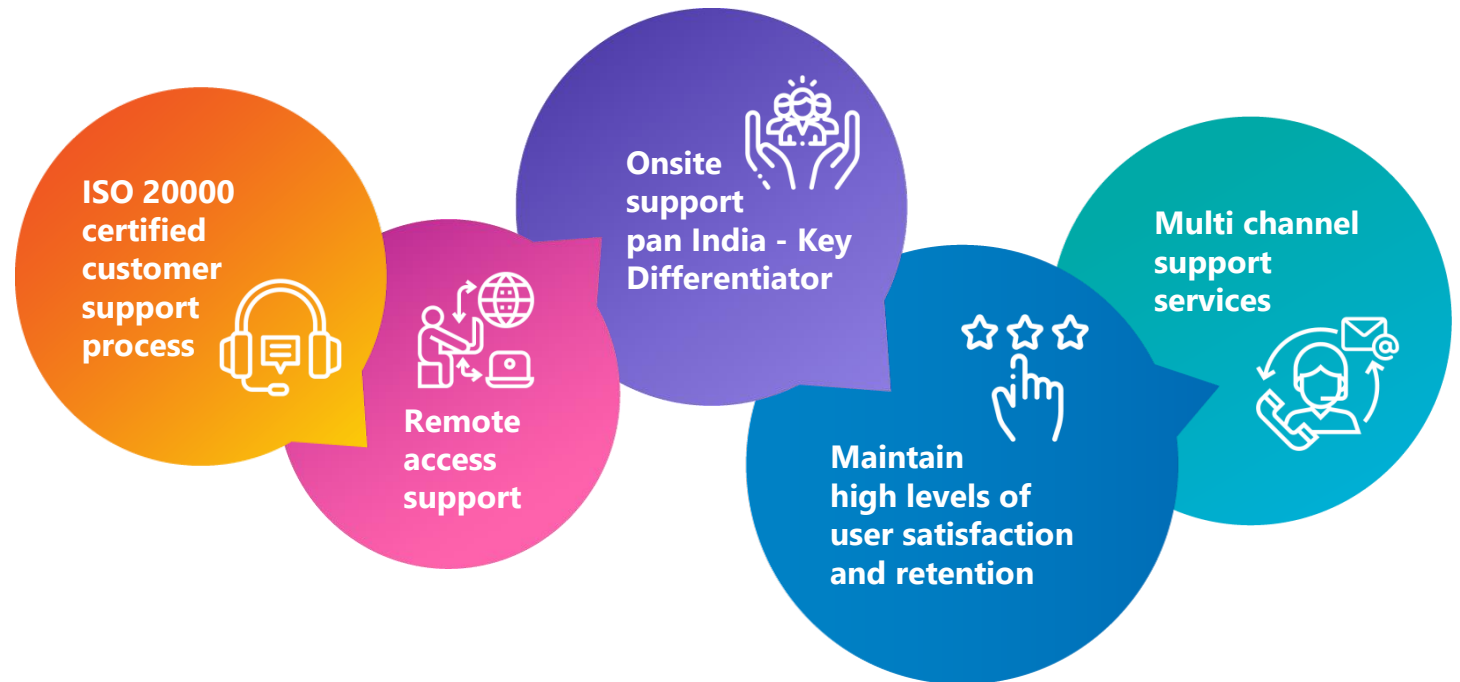 ISO 20000
certified
customer
support
process
Remote
access
support
Onsite
support
pan India - Key
Differentiator
Maintain
high levels of
user satisfaction
and retention
Multi channel
support
services